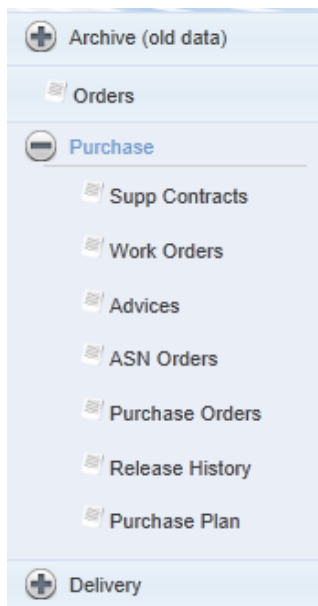 Archive (old data)
Orders
Purchase
Supp Contracts
Work Orders
Advices
ASN Orders
Purchase Orders
Release History
Purchase Plan
Delivery